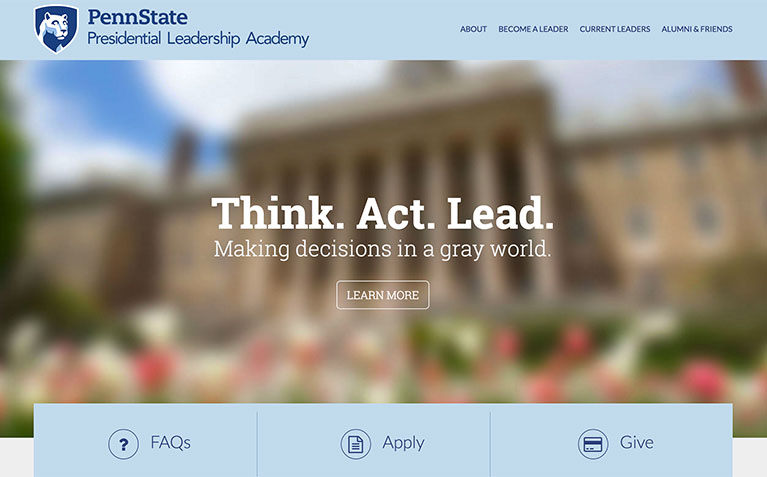 PennState
Presidential Leadership Academy
ABOUT BECOME A LEADER CURRENT LEADERS ALUMNI & FRIENDS
Think. Act. Lead.
Making decisions in a gray world.
LEARN MORE
? FAQs Apply Give